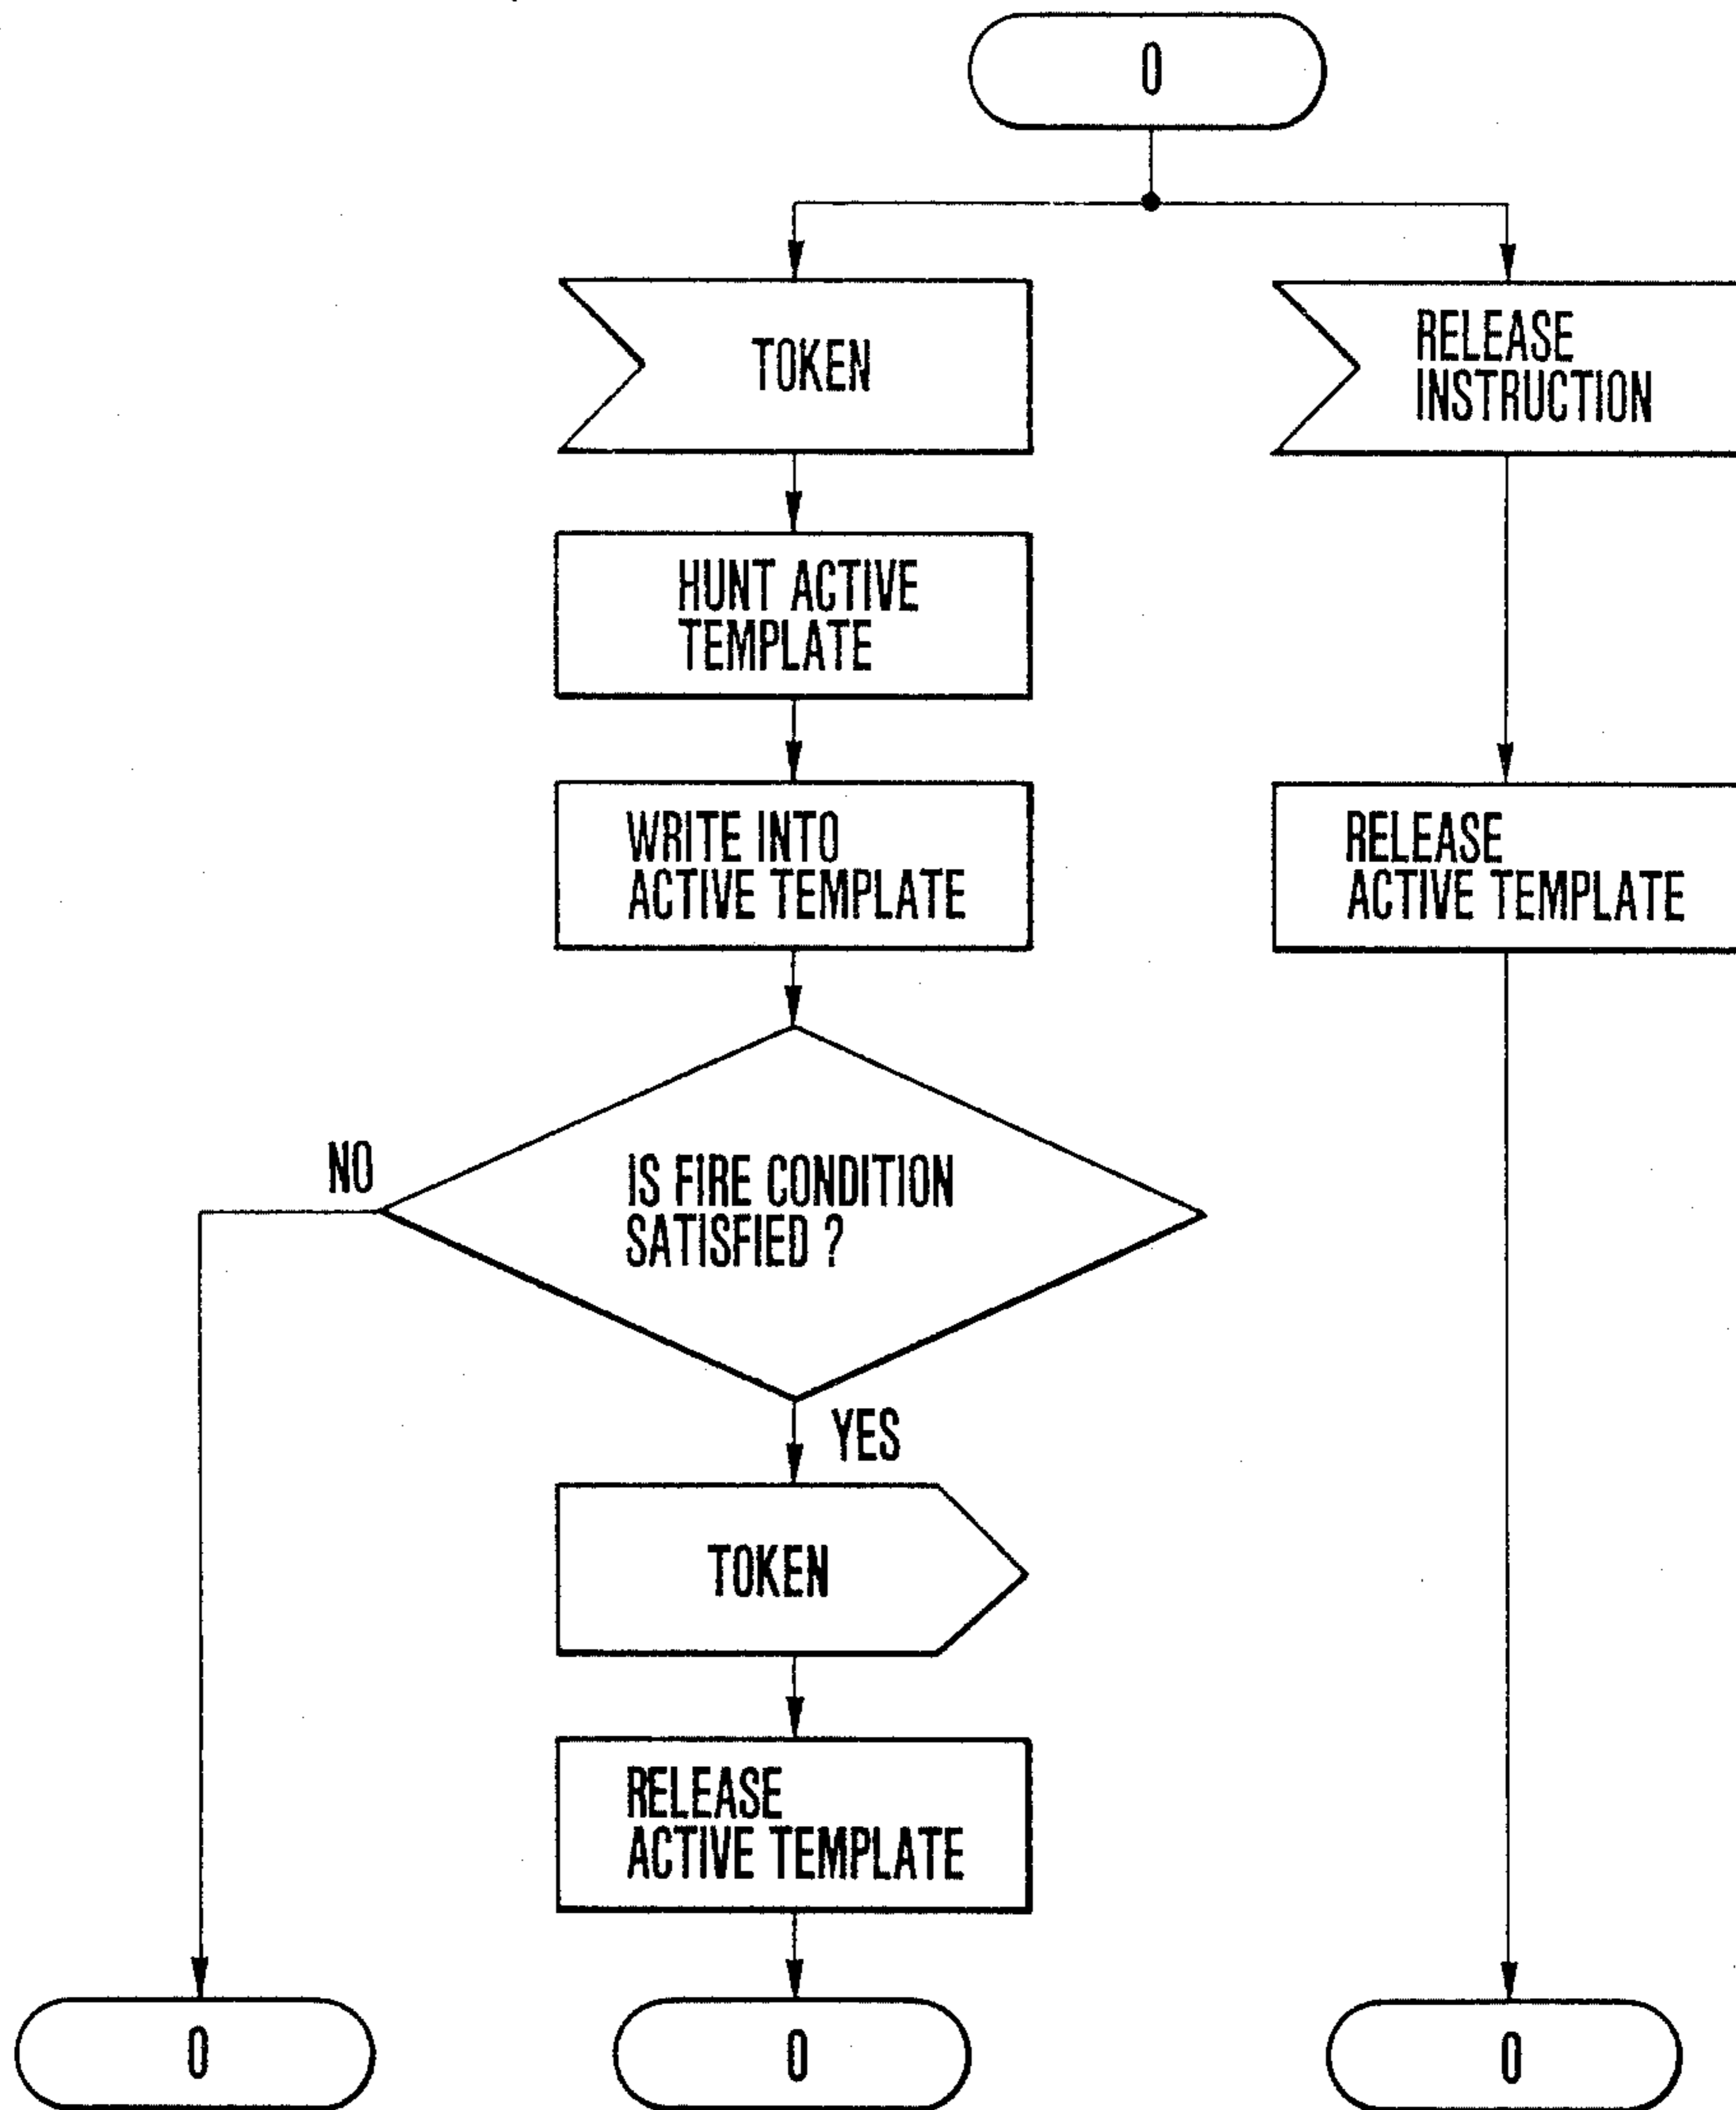 0
TOKEN
RELEASE
INSTRUCTION
HUNT ACTIVE
TEMPLATE
WRITE INTO
ACTIVE TEMPLATE
RELEASE
ACTIVE TEMPLATE
NO
IS FIRE CONDITION
SATISFIED ?
YES
TOKEN
RELEASE
ACTIVE TEMPLATE
0
0
0